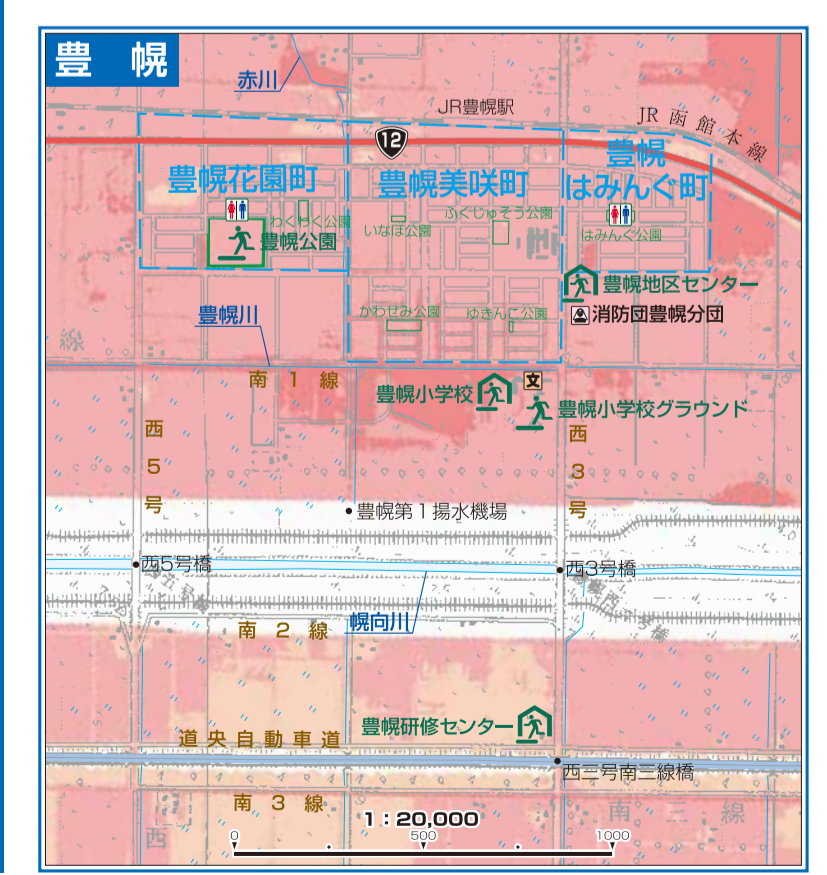 豊 幌
赤川
JR豊幌駅
JR 函館本線
12
豊幌花園町
豊幌美咲町
豊幌
はみんぐ町
わくわく公園
いなほ公園
ふくじゅそう公園
はみんぐ公園
豊幌公園
豊幌地区センター
消防団豊幌分団
豊幌川
かわせみ公園
ゆきんこ公園
線
南1線
豊幌小学校
文
豊幌小学校グラウンド
西5号
西3号
豊幌第1揚水機場
西5号橋
西3号橋
南2線
幌向川
豊幌研修センター
道央自動車道
西三号南三線橋
南3線
南三線
西
1:20,000
0 500 1000